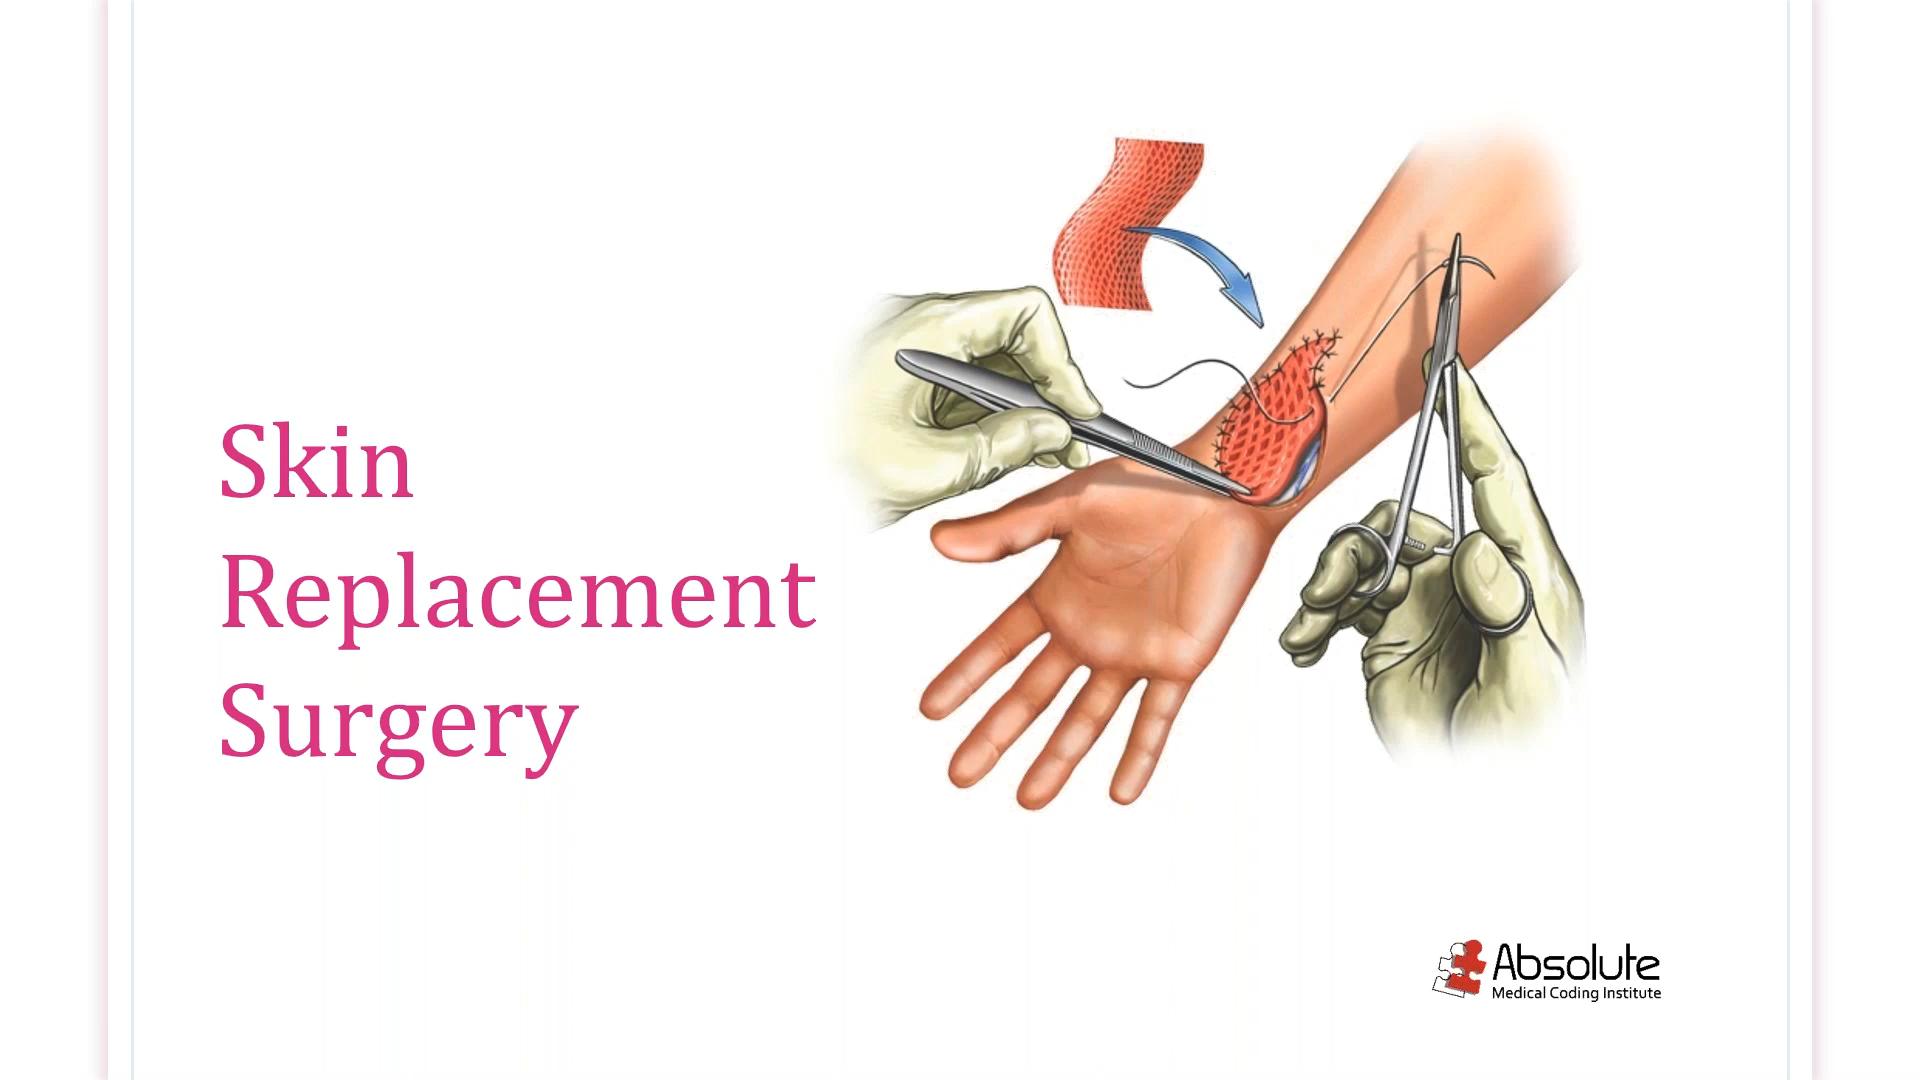 Skin
Replacement
Surgery
Absolute
Medical Coding Institute